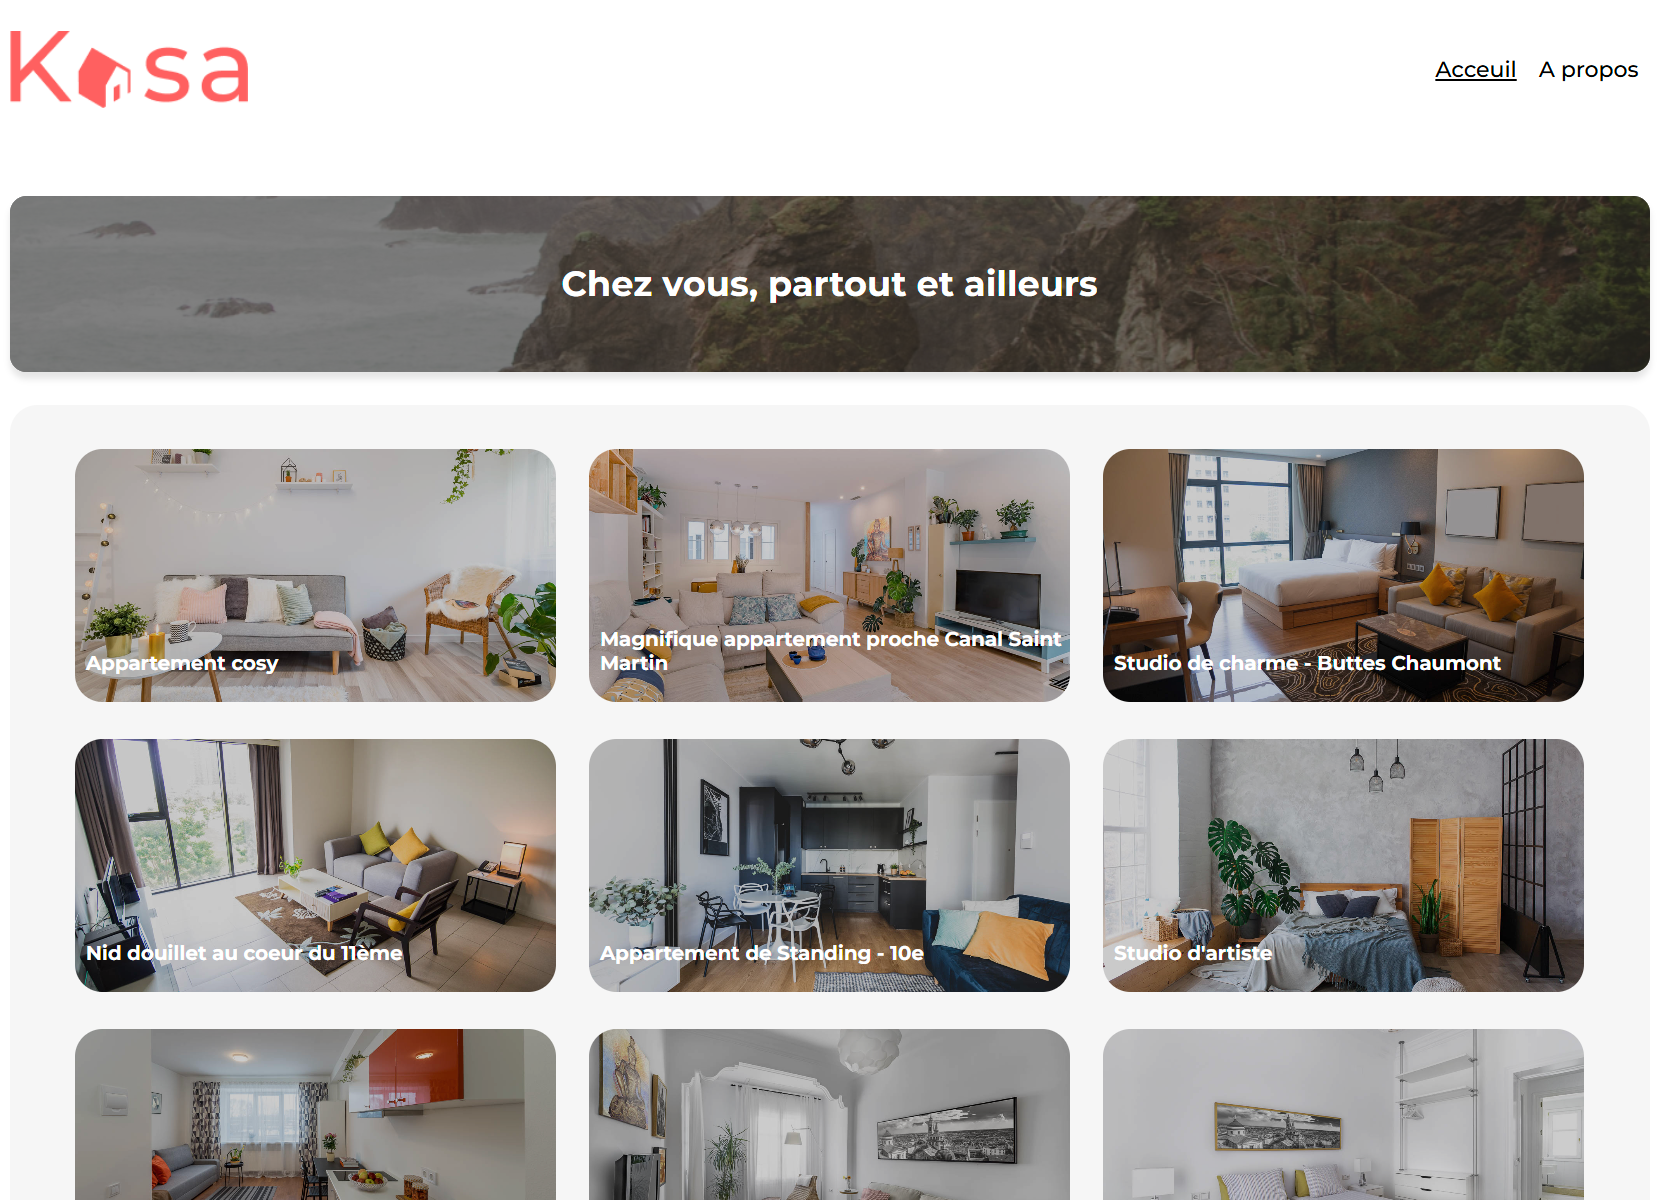 Kasa
Acceuil A propos
Chez vous, partout et ailleurs
Appartement cosy
Magnifique appartement proche Canal Saint
Martin
Studio de charme - Buttes Chaumont
Nid douillet au coeur du 11ème
Appartement de Standing - 10e
Studio d'artiste